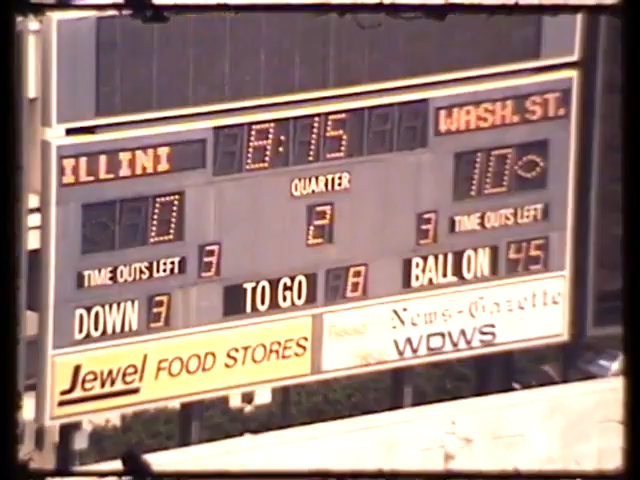 8:15
ILLINI WASH. ST.
QUARTER
0 2 10
TIME OUTS LEFT 3 3 TIME OUTS LEFT
DOWN 3 TO GO 8 BALL ON 45
Jewel FOOD STORES
News-Gazette
WDWS